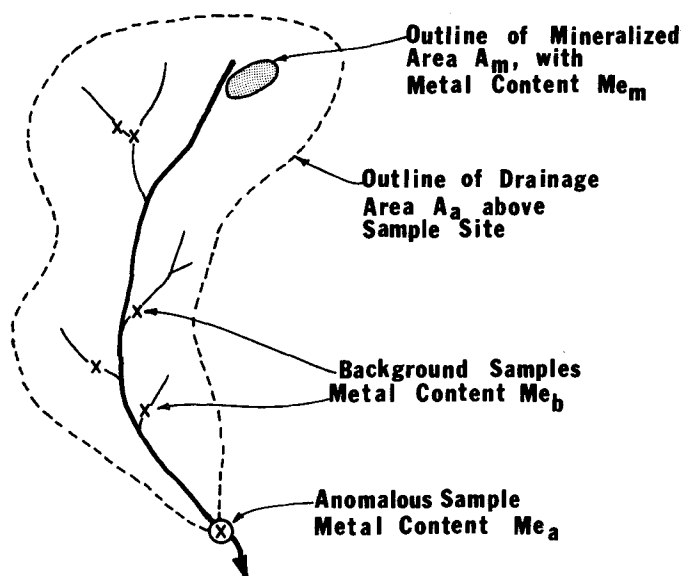 Outline of Mineralized
Area Aₘ, with
Metal Content Meₘ
Outline of Drainage
Area Aₐ above
Sample Site
Background Samples
Metal Content Me_b
Anomalous Sample
Metal Content Meₐ